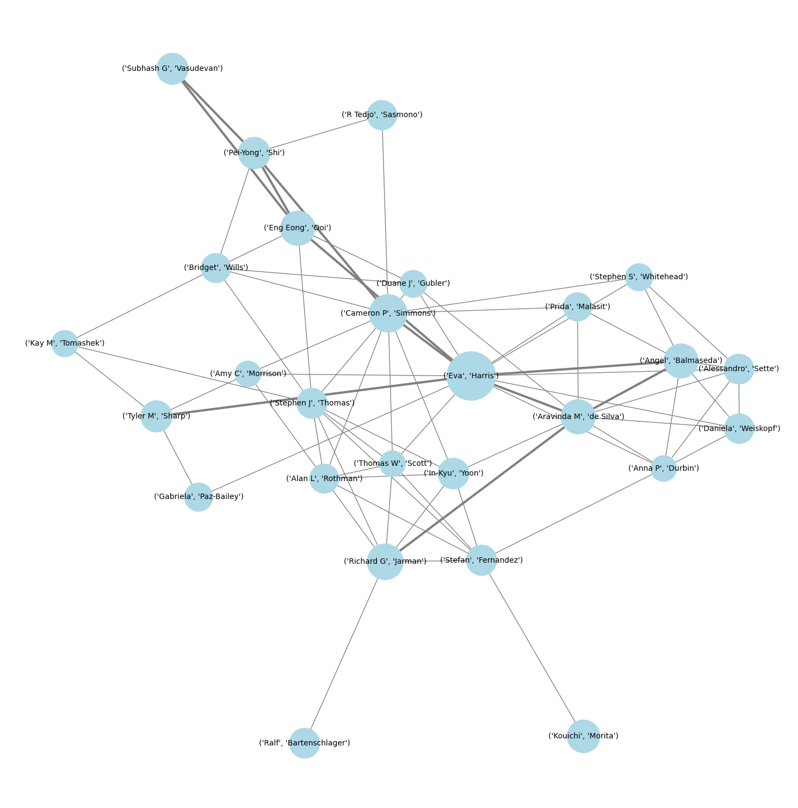 ('Subhash G', 'Vasudevan')
('R Tedjo', 'Sasmono')
('Pei-Yong', 'Shi')
('Eng Eong', 'Ooi')
('Bridget', 'Wills')
('Stephen S', 'Whitehead')
('Duane J', 'Gubler')
('Prida', 'Malasit')
('Cameron P', 'Simmons')
('Kay M', 'Tomashek')
('Angel', 'Balmaseda')
('Alessandro', 'Sette')
('Amy C', 'Morrison')
('Eva', 'Harris')
('Stephen J', 'Thomas')
('Tyler M', 'Sharp')
('Aravinda M', 'de Silva')
('Daniela', 'Weiskopf')
('Thomas W', 'Scott')
('Anna P', 'Durbin')
('In-Kyu', 'Yoon')
('Alan L', 'Rothman')
('Gabriela', 'Paz-Bailey')
('Richard G', 'Jarman')
('Stefan', 'Fernandez')
('Kouichi', 'Morita')
('Ralf', 'Bartenschlager')